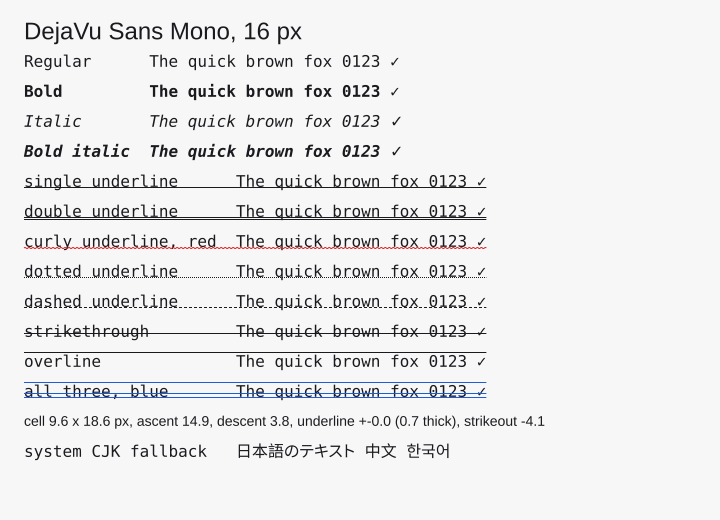 DejaVu Sans Mono, 16 px
Regular      The quick brown fox 0123 ✓
Bold         The quick brown fox 0123 ✓
Italic       The quick brown fox 0123 ✓
Bold italic  The quick brown fox 0123 ✓
single underline      The quick brown fox 0123 ✓
double underline      The quick brown fox 0123 ✓
curly underline, red  The quick brown fox 0123 ✓
dotted underline      The quick brown fox 0123 ✓
dashed underline      The quick brown fox 0123 ✓
strikethrough         The quick brown fox 0123 ✓
overline              The quick brown fox 0123 ✓
all three, blue       The quick brown fox 0123 ✓
cell 9.6 x 18.6 px, ascent 14.9, descent 3.8, underline +-0.0 (0.7 thick), strikeout -4.1
system CJK fallback   日本語のテキスト 中文 한국어